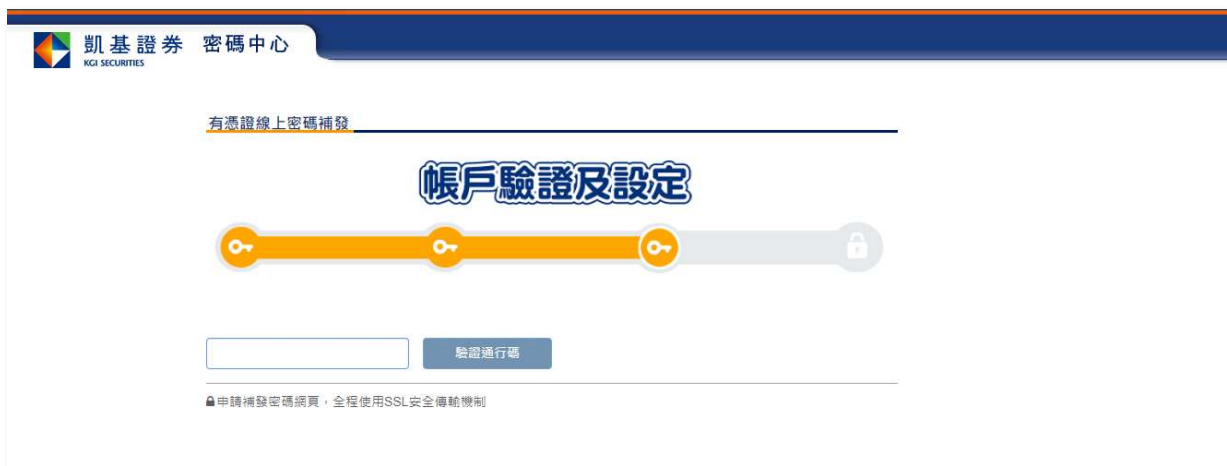 凱基證券 密碼中心
KGI SECURITIES
有憑證線上密碼補發
帳戶驗證及設定
驗證通行碼
申請補發密碼網頁，全程使用SSL安全傳輸機制